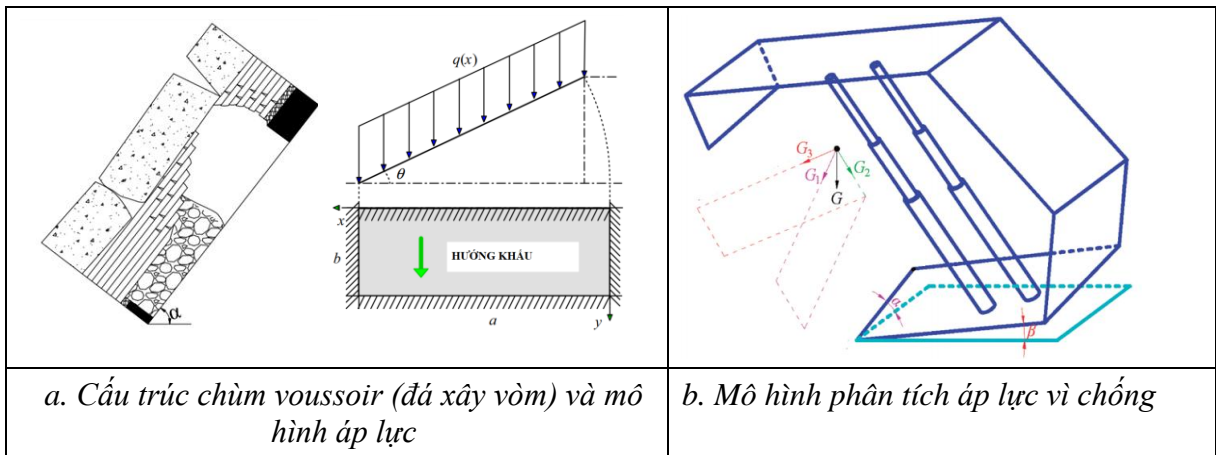 α
q(x)
θ
x
b
HƯỚNG KHẤU
a
y
G₃
G₁
G₂
G
α
β
a. Cấu trúc chùm voussoir (đá xây vòm) và mô
hình áp lực
b. Mô hình phân tích áp lực vì chống